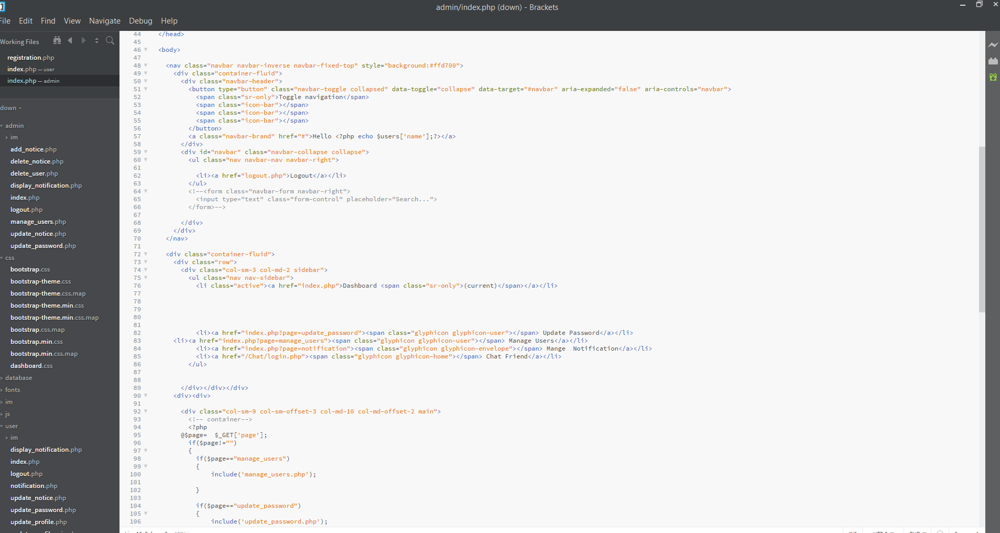 admin/index.php (down) - Brackets
File Edit Find View Navigate Debug Help
Working Files
registration.php
index.php — user
index.php — admin
down
admin
im
add_notice.php
delete_notice.php
delete_user.php
display_notification.php
index.php
logout.php
manage_users.php
update_notice.php
update_password.php
css
bootstrap.css
bootstrap-theme.css
bootstrap-theme.css.map
bootstrap-theme.min.css
bootstrap-theme.min.css.map
bootstrap.css.map
bootstrap.min.css
bootstrap.min.css.map
dashboard.css
database
fonts
im
js
user
im
display_notification.php
index.php
logout.php
notification.php
update_notice.php
update_password.php
update_profile.php
44 </head>
45
46 <body>
47
48 <nav class="navbar navbar-inverse navbar-fixed-top" style="background:#ffd700">
49 <div class="container-fluid">
50 <div class="navbar-header">
51 <button type="button" class="navbar-toggle collapsed" data-toggle="collapse" data-target="#navbar" aria-expanded="false" aria-controls="navbar">
52 <span class="sr-only">Toggle navigation</span>
53 <span class="icon-bar"></span>
54 <span class="icon-bar"></span>
55 <span class="icon-bar"></span>
56 </button>
57 <a class="navbar-brand" href="#">Hello <?php echo $users['name'];?></a>
58 </div>
59 <div id="navbar" class="navbar-collapse collapse">
60 <ul class="nav navbar-nav navbar-right">
61
62 <li><a href="logout.php">Logout</a></li>
63 </ul>
64 <!--<form class="navbar-form navbar-right">
65 <input type="text" class="form-control" placeholder="Search...">
66 </form>-->
67
68 </div>
69 </div>
70 </nav>
71
72 <div class="container-fluid">
73 <div class="row">
74 <div class="col-sm-3 col-md-2 sidebar">
75 <ul class="nav nav-sidebar">
76 <li class="active"><a href="index.php">Dashboard <span class="sr-only">(current)</span></a></li>
77
78
79
80
81
82 <li><a href="index.php?page=update_password"><span class="glyphicon glyphicon-user"></span> Update Password</a></li>
83 <li><a href="index.php?page=manage_users"><span class="glyphicon glyphicon-user"></span> Manage Users</a></li>
84 <li><a href="index.php?page=notification"><span class="glyphicon glyphicon-envelope"></span> Mange  Notification</a></li>
85 <li><a href="/Chat/login.php"><span class="glyphicon glyphicon-home"></span> Chat Friend</a></li>
86 </ul>
87
88
89 </div></div></div>
90 <div><div>
91
92 <div class="col-sm-9 col-sm-offset-3 col-md-10 col-md-offset-2 main">
93 <!-- container-->
94 <?php
95 @$page=  $_GET['page'];
96 if($page!="")
97 {
98 if($page=="manage_users")
99 {
100 include('manage_users.php');
101
102 }
103
104 if($page=="update_password")
105 {
106 include('update_password.php');